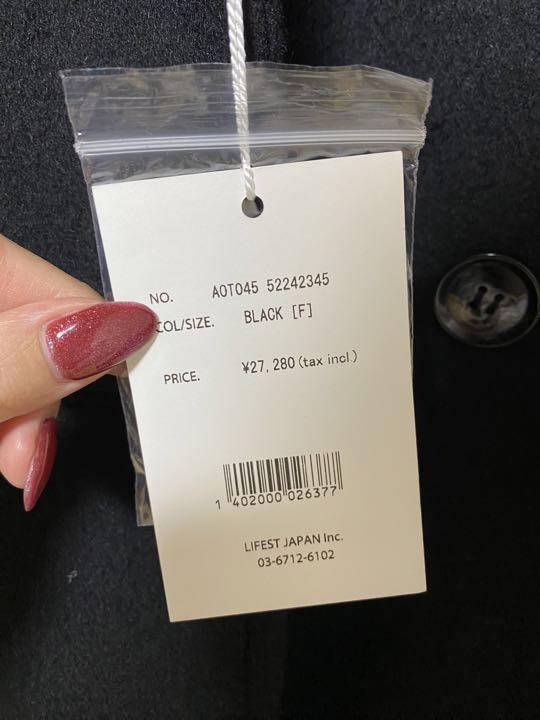 NO. AOT045 52242345
COL/SIZE. BLACK [F]
PRICE. ¥27,280(tax incl.)
1 402000 026377
LIFEST JAPAN Inc.
03-6712-6102